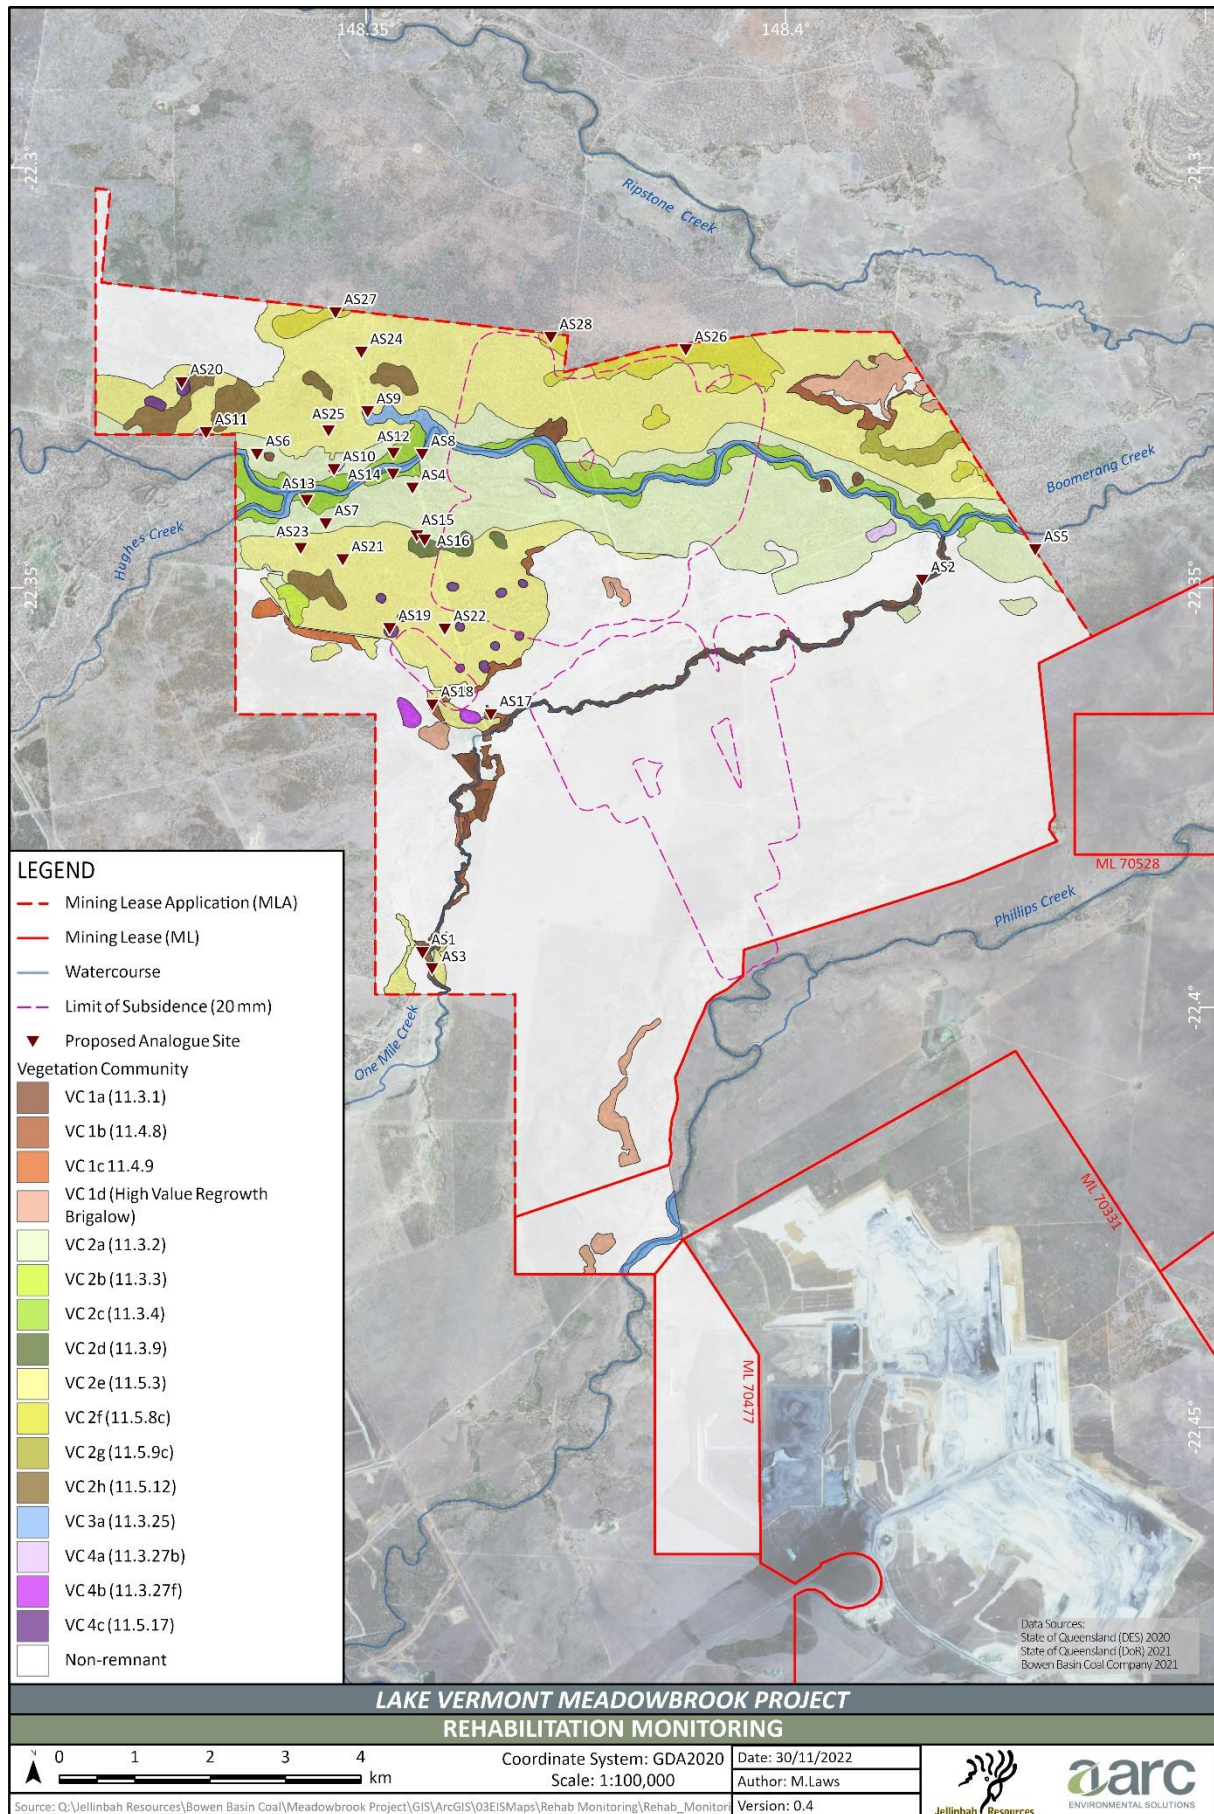 148.35°
148.4°
-22.3°
-22.3°
Ripstone Creek
AS27
AS28
AS26
AS24
AS20
AS9
AS11
AS25
AS6
AS12
AS8
AS10
AS14
AS4
AS13
AS7
AS15
AS16
AS23
AS21
AS5
AS2
AS19
AS22
AS18
AS17
AS1
AS3
Boomerang Creek
Hughes Creek
-22.35°
-22.35°
ML 70528
Phillips Creek
One Mile Creek
-22.4°
ML 70331
ML 70477
-22.45°
LEGEND
Mining Lease Application (MLA)
Mining Lease (ML)
Watercourse
Limit of Subsidence (20 mm)
Proposed Analogue Site
Vegetation Community
VC 1a (11.3.1)
VC 1b (11.4.8)
VC 1c 11.4.9
VC 1d (High Value Regrowth
Brigalow)
VC 2a (11.3.2)
VC 2b (11.3.3)
VC 2c (11.3.4)
VC 2d (11.3.9)
VC 2e (11.5.3)
VC 2f (11.5.8c)
VC 2g (11.5.9c)
VC 2h (11.5.12)
VC 3a (11.3.25)
VC 4a (11.3.27b)
VC 4b (11.3.27f)
VC 4c (11.5.17)
Non-remnant
Data Sources:
State of Queensland (DES) 2020
State of Queensland (DoR) 2021
Bowen Basin Coal Company 2021
LAKE VERMONT MEADOWBROOK PROJECT
REHABILITATION MONITORING
N
0 1 2 3 4
km
Coordinate System: GDA2020
Scale: 1:100,000
Date: 30/11/2022
Author: M.Laws
Version: 0.4
Source: Q:\Jellinbah Resources\Bowen Basin Coal\Meadowbrook Project\GIS\ArcGIS\03EISMaps\Rehab Monitoring\Rehab_Monitori
Jellinbah Resources
aarc
ENVIRONMENTAL SOLUTIONS